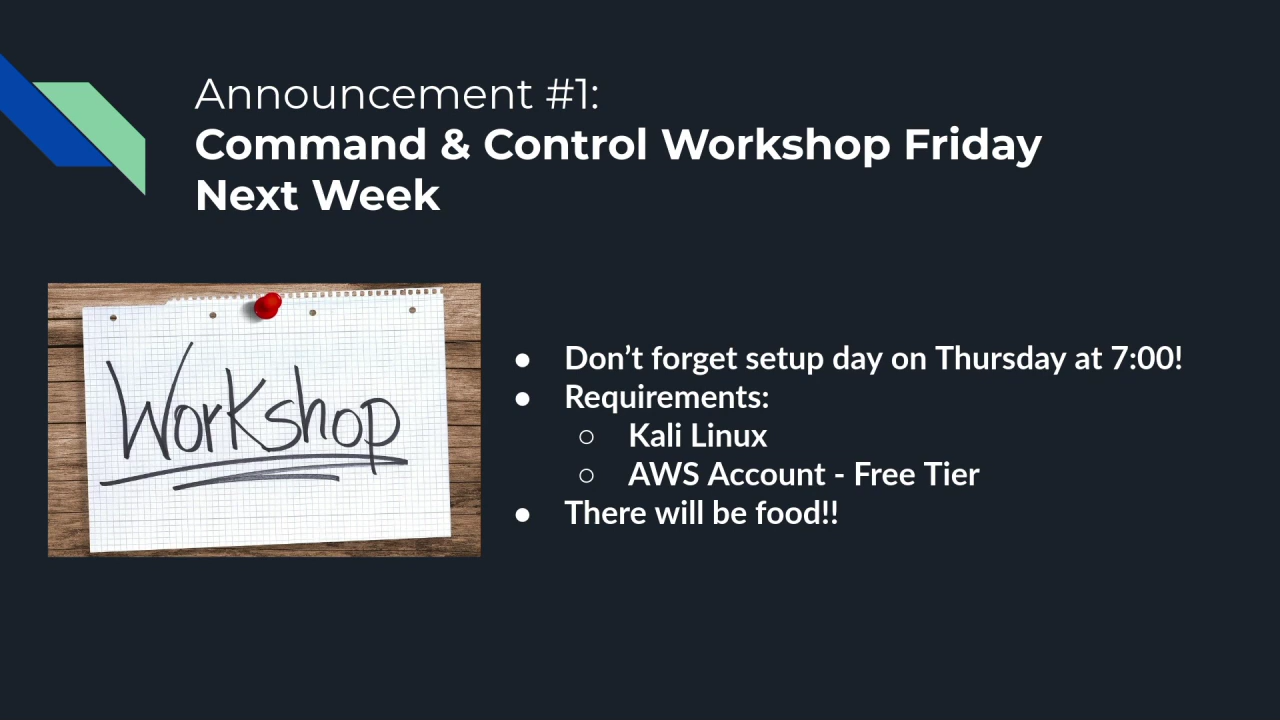 Announcement #1:
Command & Control Workshop Friday
Next Week
Workshop
● Don’t forget setup day on Thursday at 7:00!
● Requirements:
○ Kali Linux
○ AWS Account - Free Tier
● There will be food!!